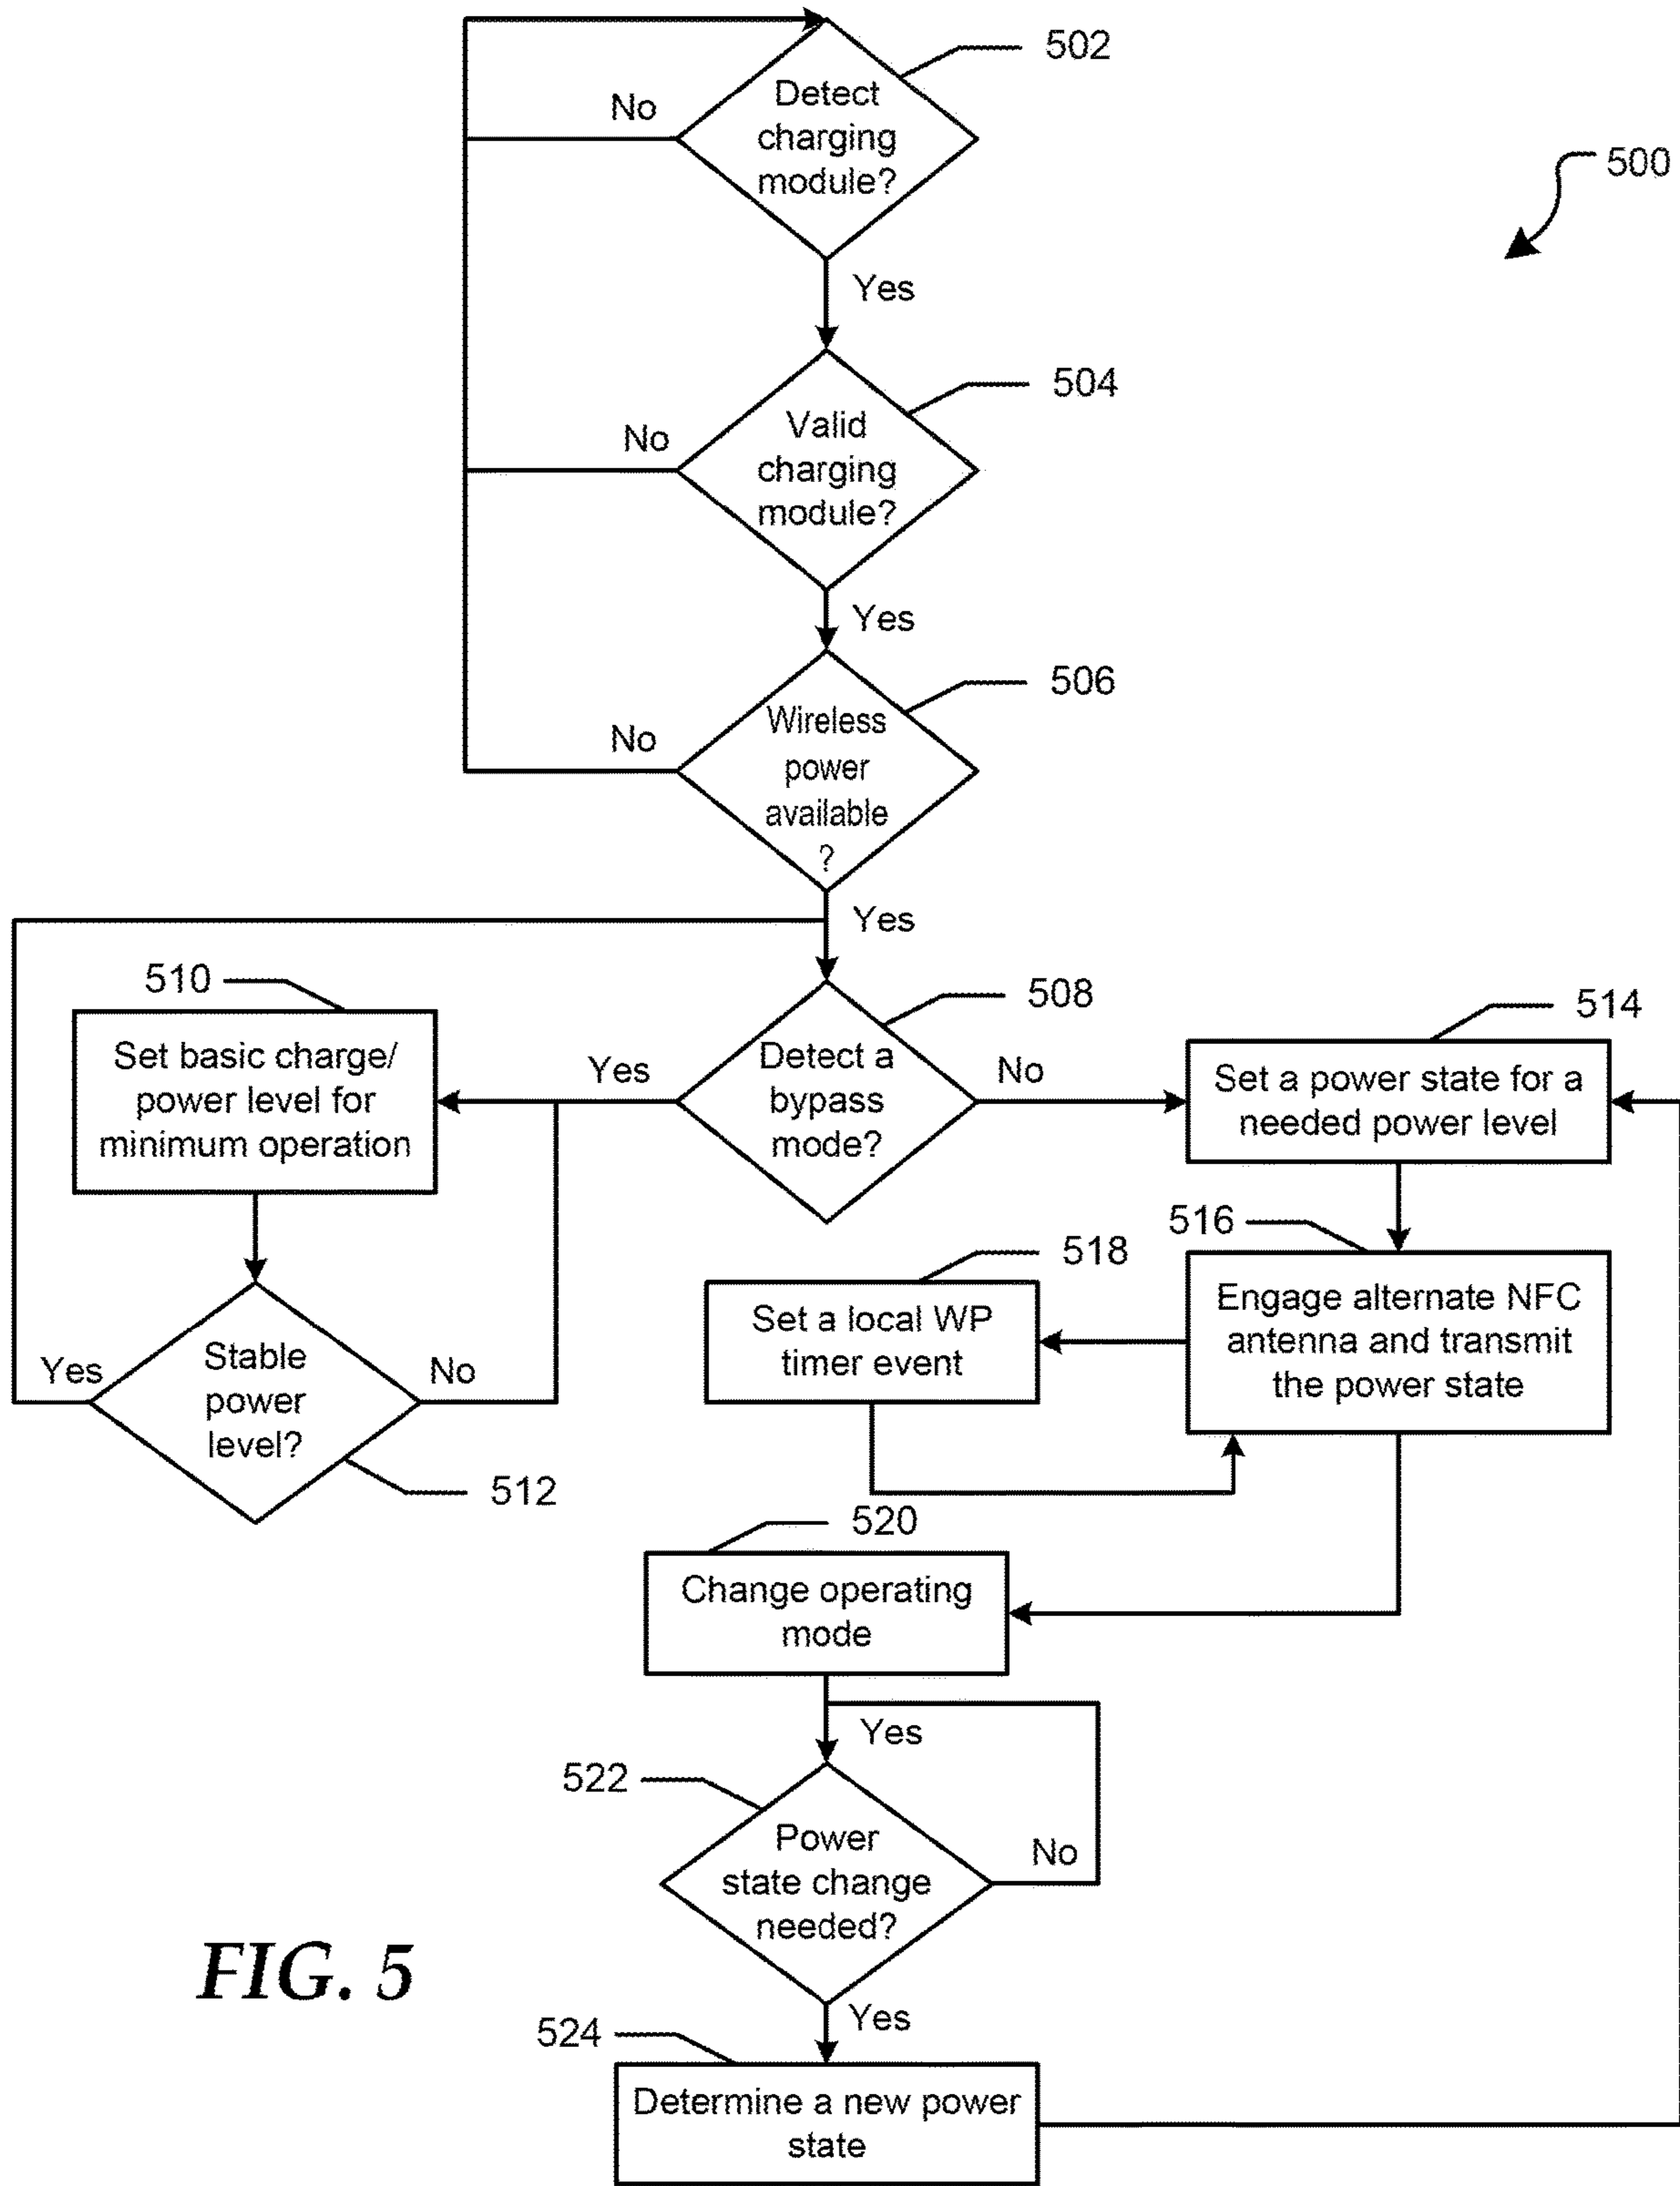 502
Detect
charging
module?
No
Yes
500
504
Valid
charging
module?
No
Yes
506
Wireless
power
available
?
No
Yes
508
Detect a
bypass
mode?
Yes
No
510
Set basic charge/
power level for
minimum operation
512
Stable
power
level?
Yes
No
514
Set a power state for a
needed power level
516
Engage alternate NFC
antenna and transmit
the power state
518
Set a local WP
timer event
520
Change operating
mode
Yes
522
Power
state change
needed?
No
Yes
524
Determine a new power
state
FIG. 5